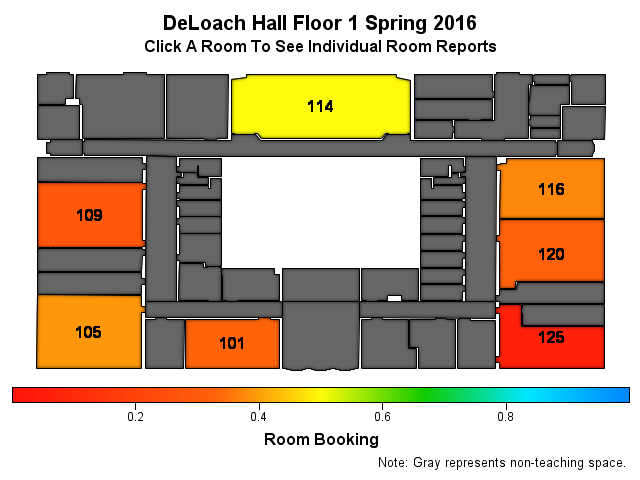 DeLoach Hall Floor 1 Spring 2016
Click A Room To See Individual Room Reports
114
116
109
120
105
101
125
0.2 0.4 0.6 0.8
Room Booking
Note: Gray represents non-teaching space.